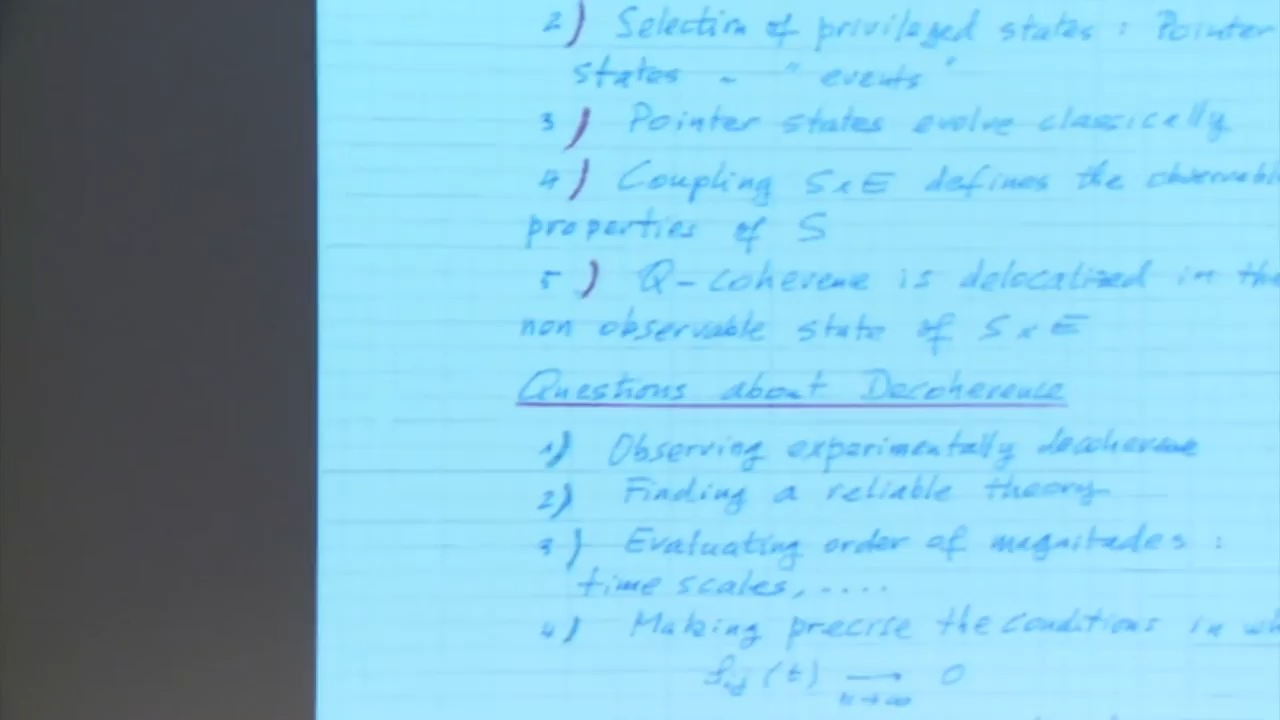 2) Selection of privileged states : Pointer
states ~ " events "
3) Pointer states evolve classically
4) Coupling S x E defines the observabl
properties of S
5) Q-coherence is delocalized in the
non observable state of S x E
Questions about Decoherence
1) Observing experimentally decoherence
2) Finding a reliable theory
3) Evaluating order of magnitudes :
time scales, ....
4) Making precise the conditions in wh
(t) → 0